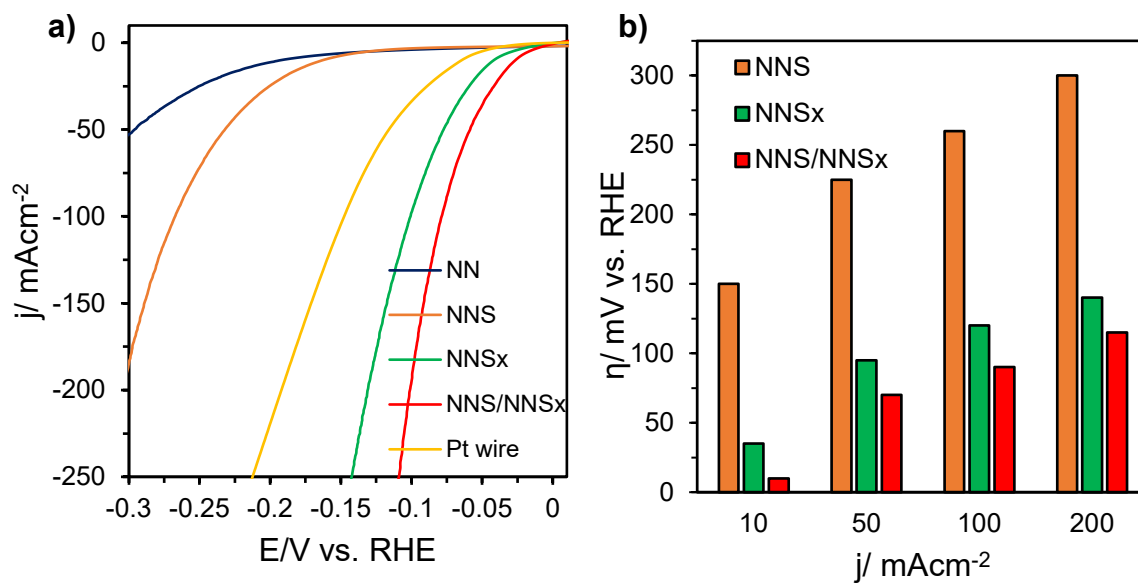 a)
0
-50
-100
-150
-200
-250
j/ mAcm-2
NN
NNS
NNSx
NNS/NNSx
Pt wire
-0.3 -0.25 -0.2 -0.15 -0.1 -0.05 0
E/V vs. RHE
b)
300
250
200
150
100
50
0
η/ mV vs. RHE
NNS
NNSx
NNS/NNSx
10 50 100 200
j/ mAcm-2